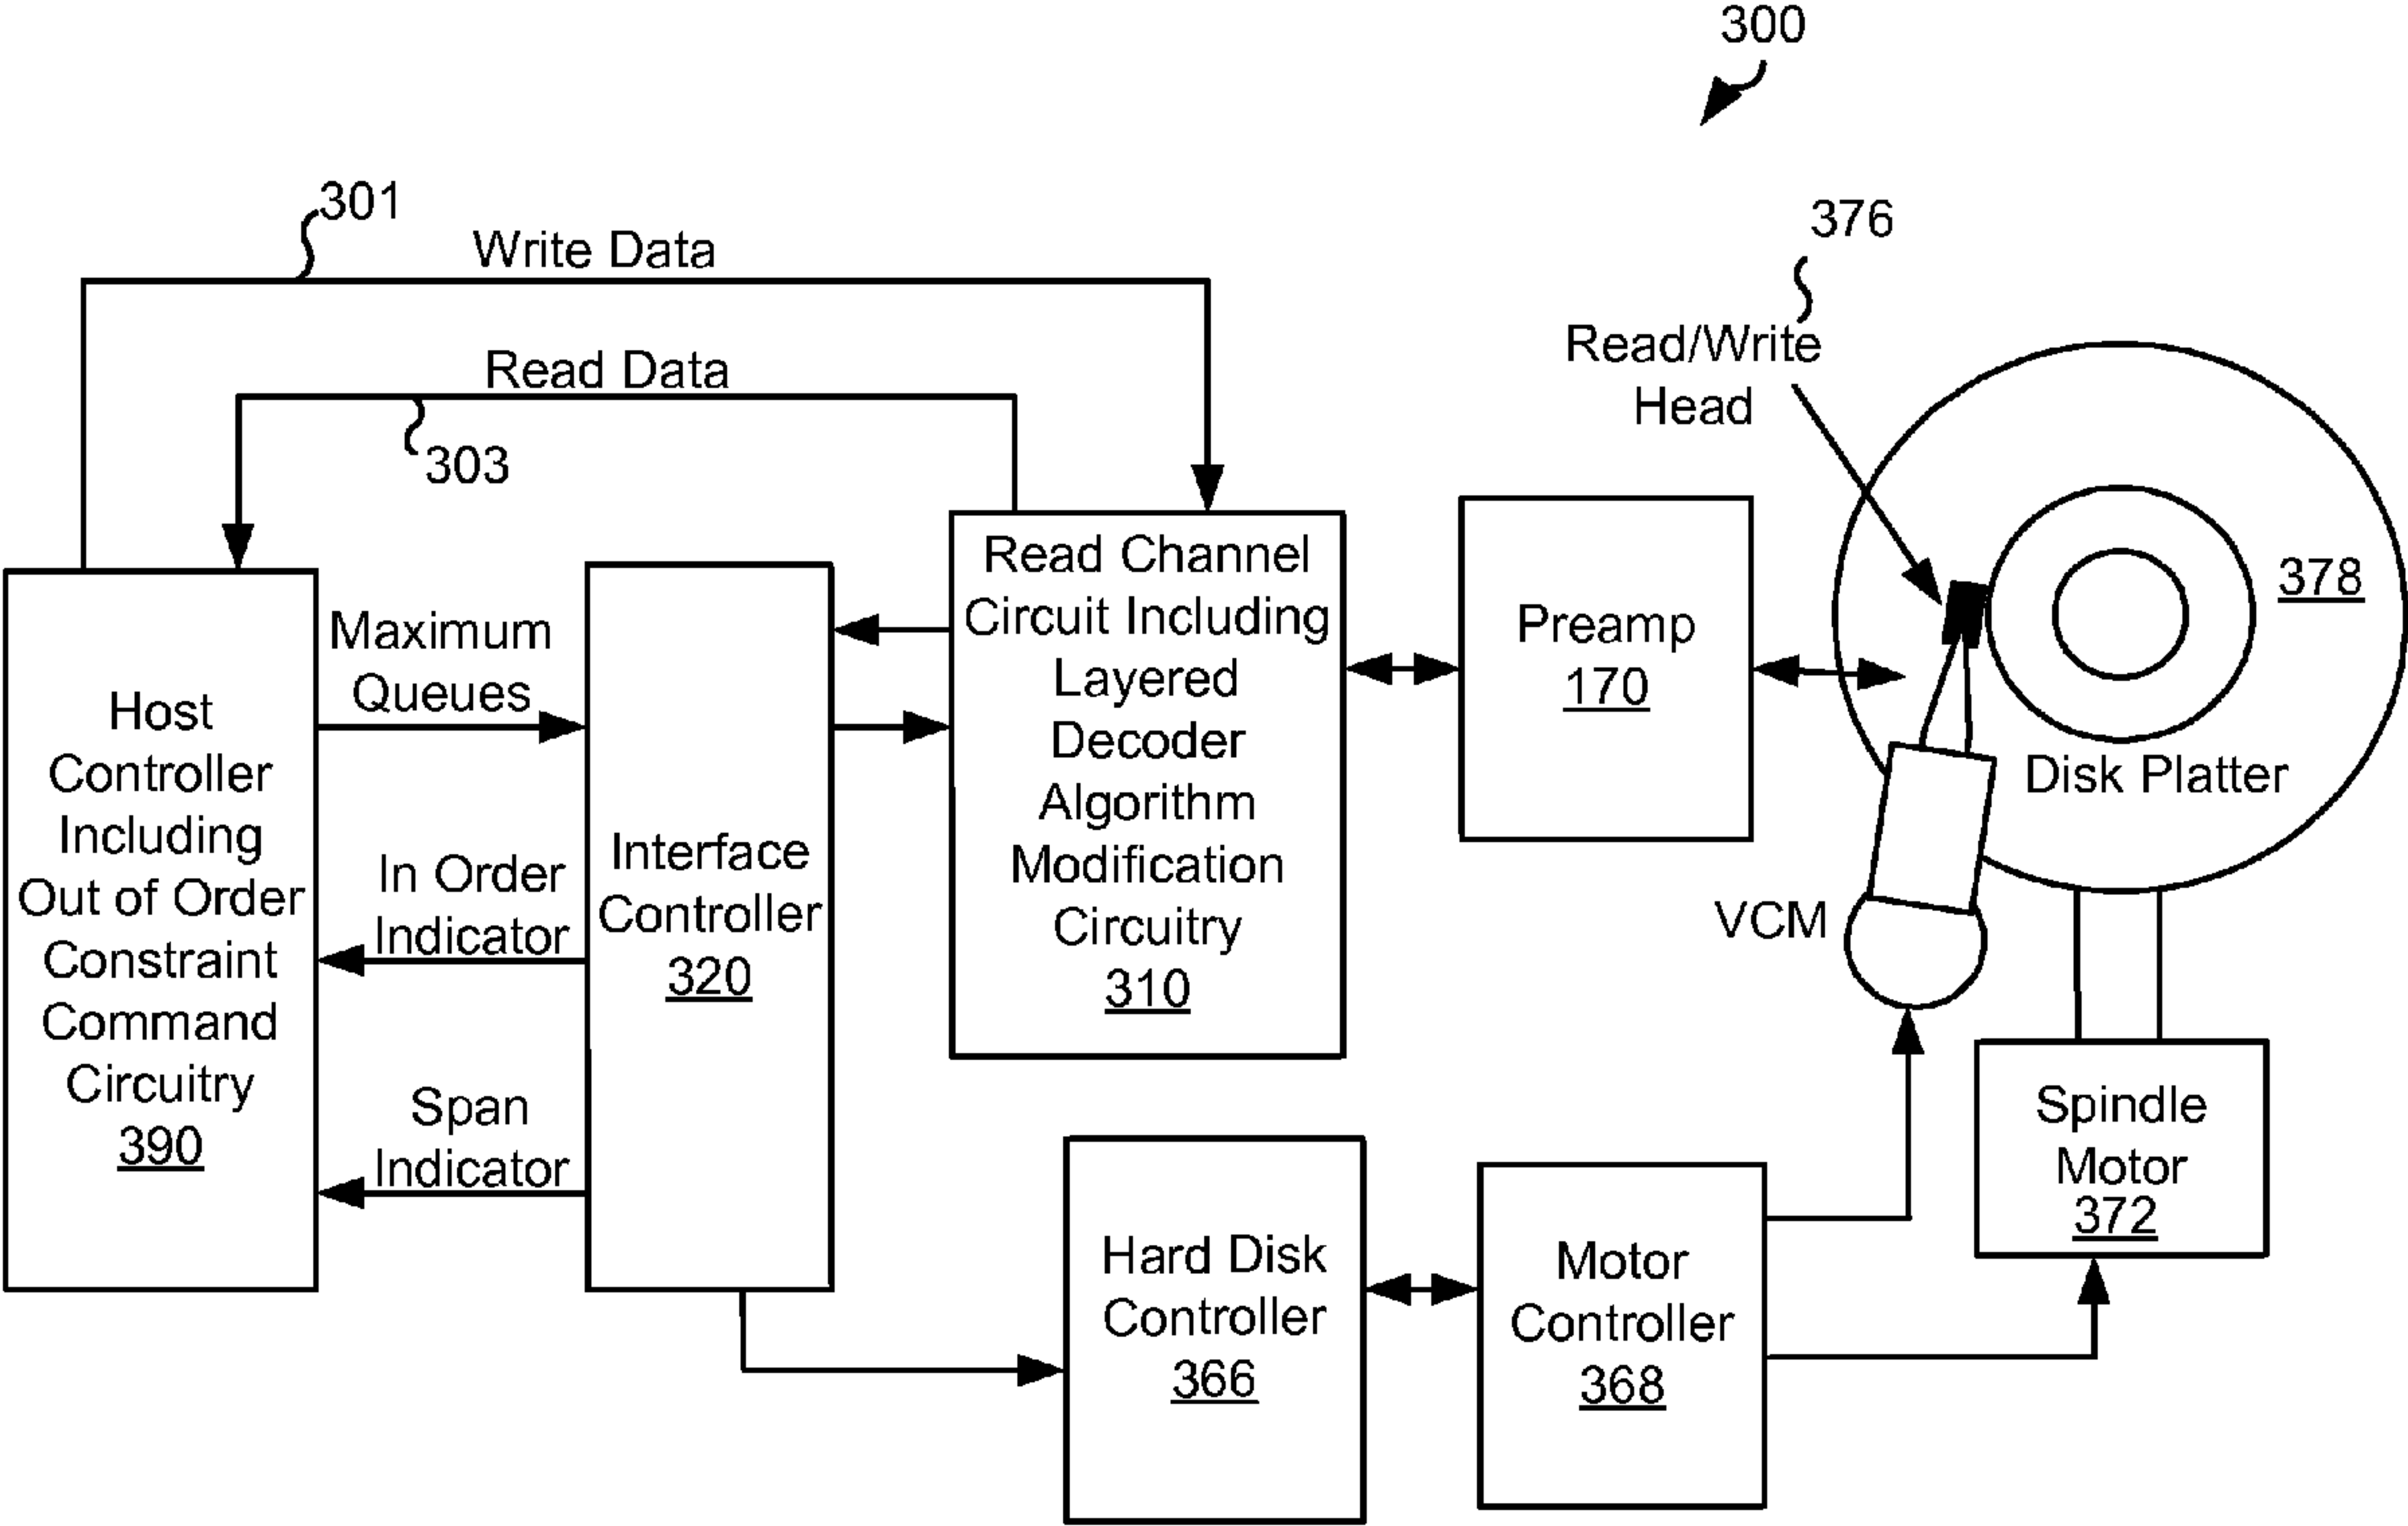 300
301
Write Data
376
Read Data
303
Read/Write
Head
Host
Controller
Including
Out of Order
Constraint
Command
Circuitry
390
Maximum
Queues
In Order
Indicator
Span
Indicator
Interface
Controller
320
Read Channel
Circuit Including
Layered
Decoder
Algorithm
Modification
Circuitry
310
Preamp
170
378
Disk Platter
VCM
Spindle
Motor
372
Hard Disk
Controller
366
Motor
Controller
368